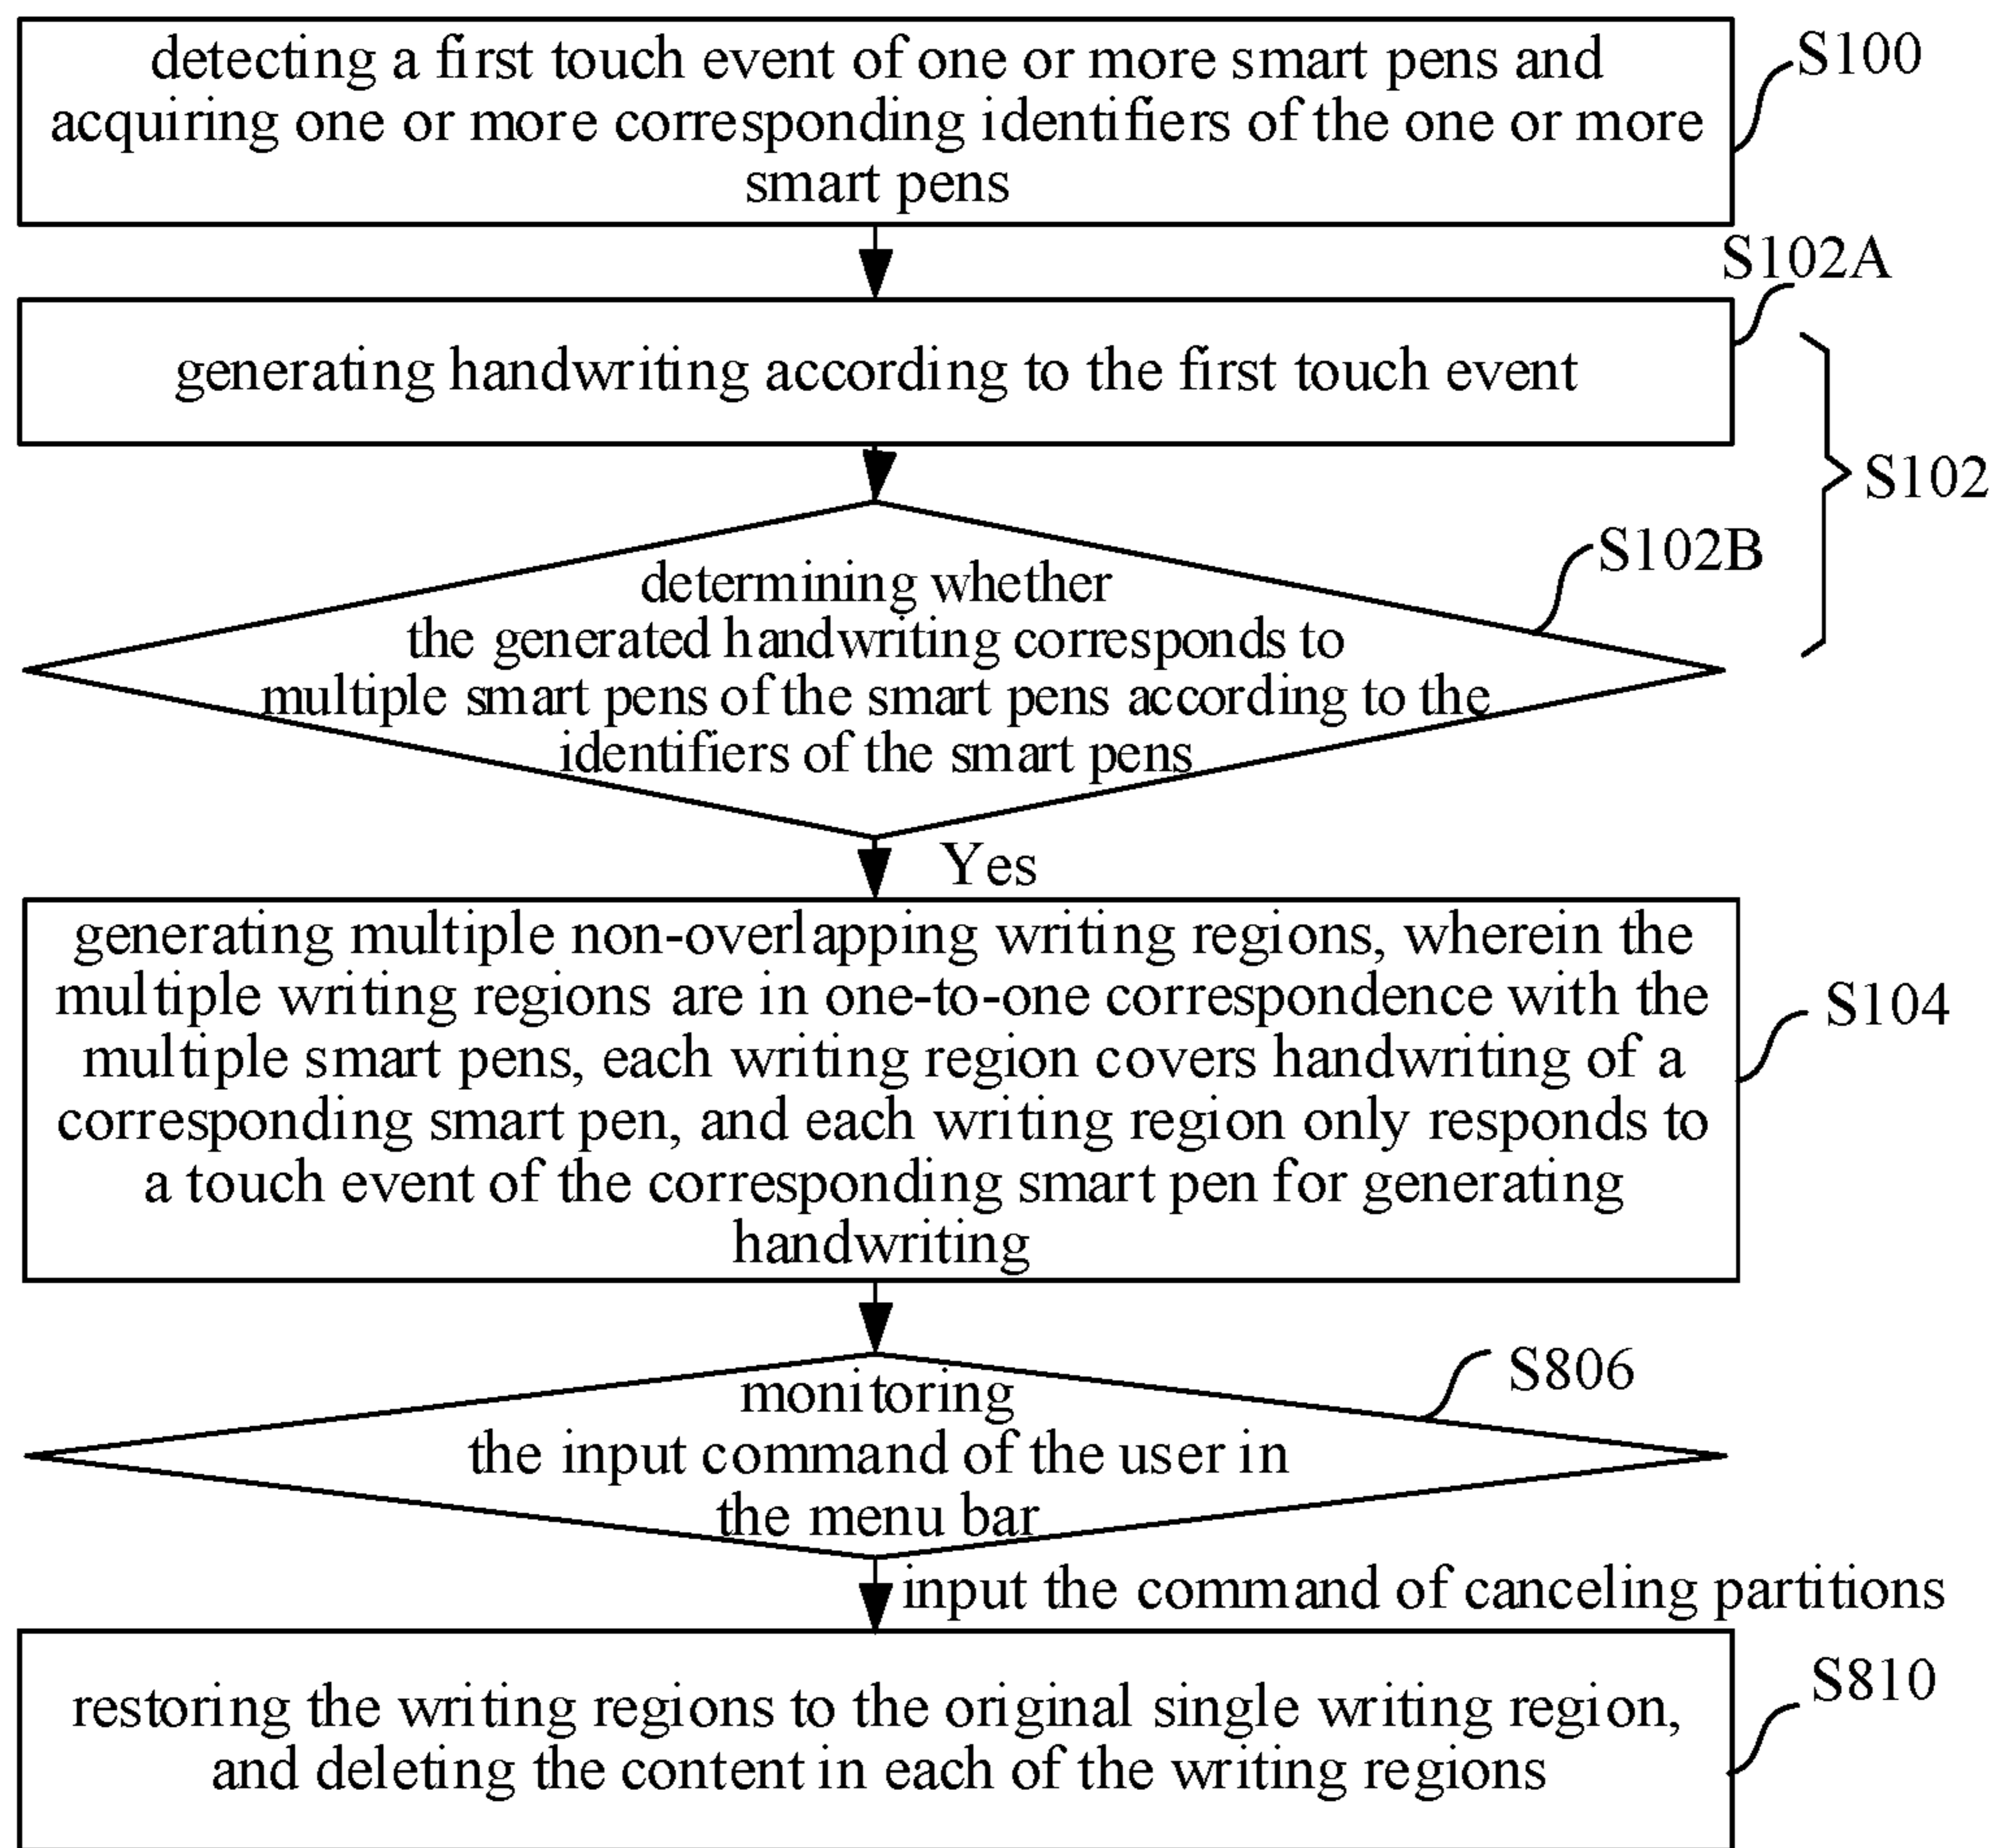 detecting a first touch event of one or more smart pens and
acquiring one or more corresponding identifiers of the one or more
smart pens
S100
S102A
generating handwriting according to the first touch event
S102
S102B
determining whether
the generated handwriting corresponds to
multiple smart pens of the smart pens according to the
identifiers of the smart pens
Yes
generating multiple non-overlapping writing regions, wherein the
multiple writing regions are in one-to-one correspondence with the
multiple smart pens, each writing region covers handwriting of a
corresponding smart pen, and each writing region only responds to
a touch event of the corresponding smart pen for generating
handwriting
S104
S806
monitoring
the input command of the user in
the menu bar
input the command of canceling partitions
restoring the writing regions to the original single writing region,
and deleting the content in each of the writing regions
S810